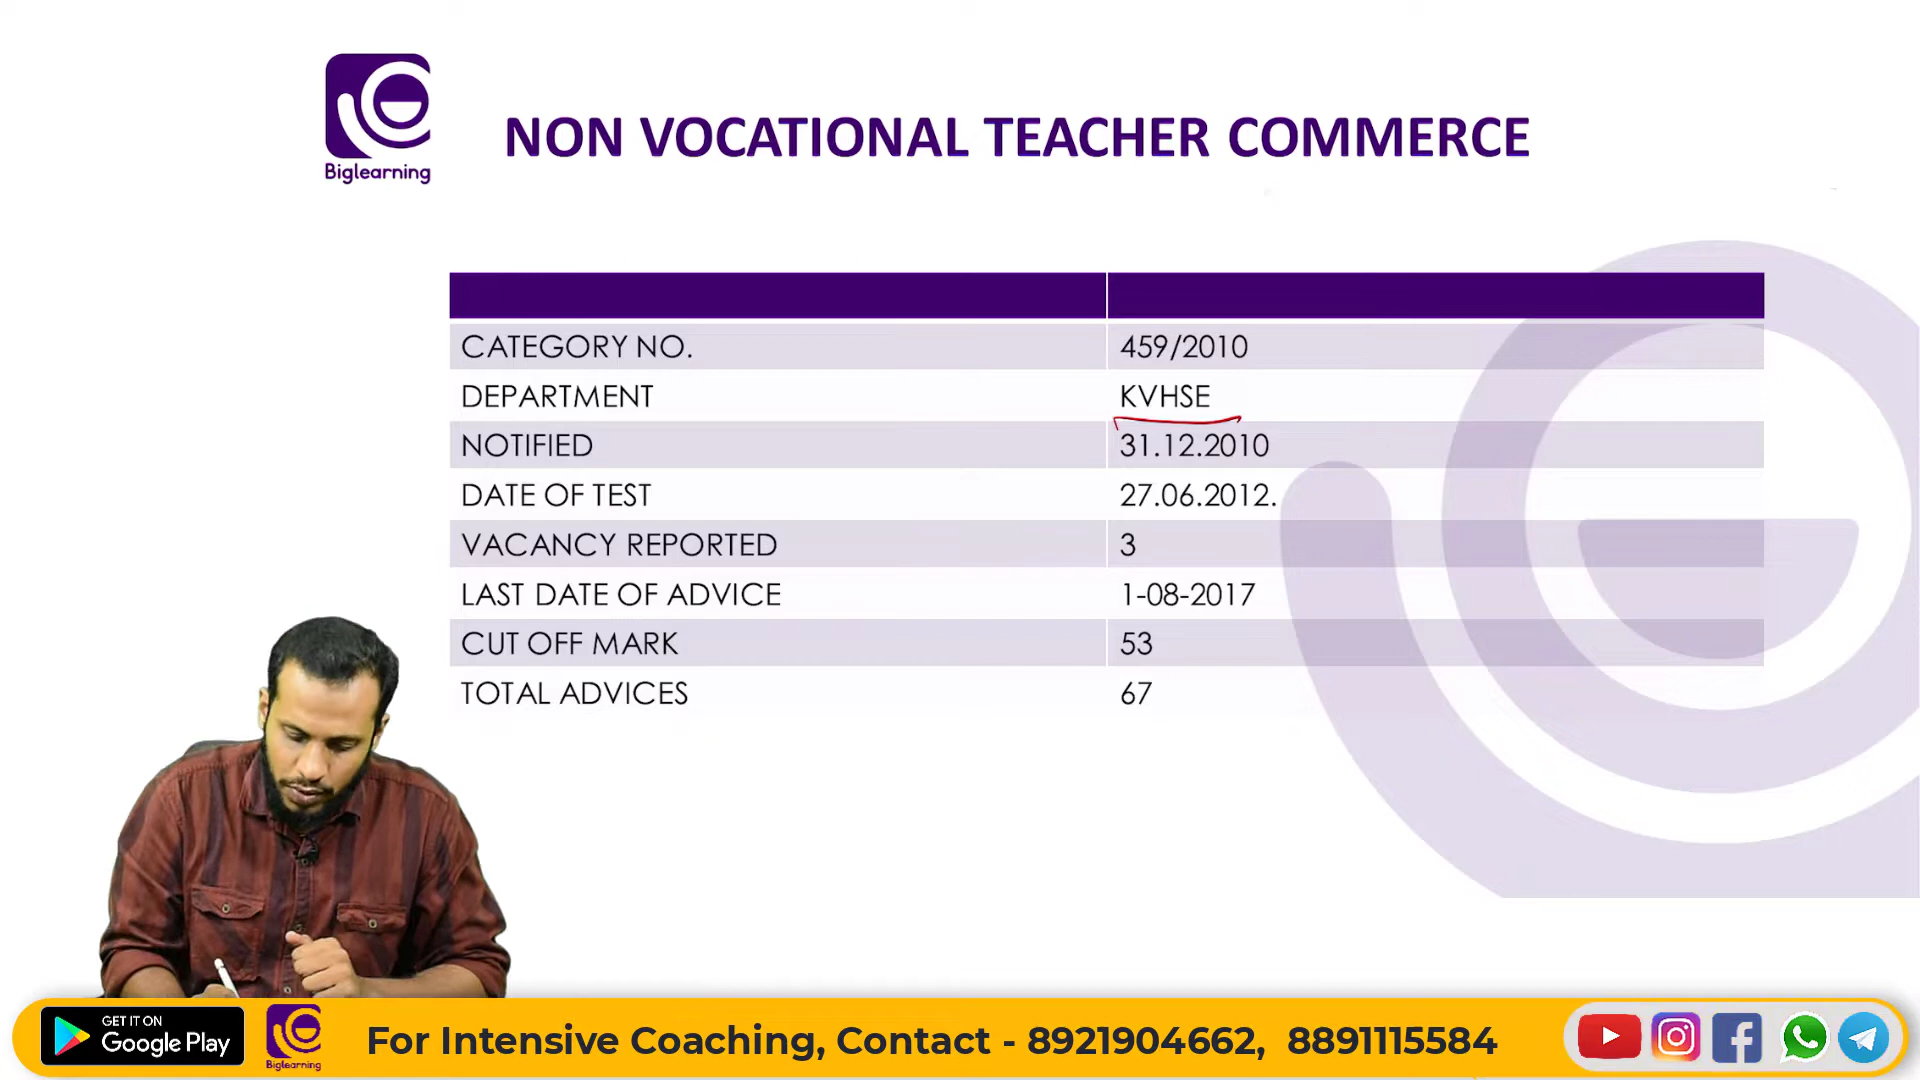 Biglearning
NON VOCATIONAL TEACHER COMMERCE
CATEGORY NO. 459/2010
DEPARTMENT KVHSE
NOTIFIED 31.12.2010
DATE OF TEST 27.06.2012.
VACANCY REPORTED 3
LAST DATE OF ADVICE 1-08-2017
CUT OFF MARK 53
TOTAL ADVICES 67
GET IT ON
Google Play
Biglearning
For Intensive Coaching, Contact - 8921904662, 8891115584